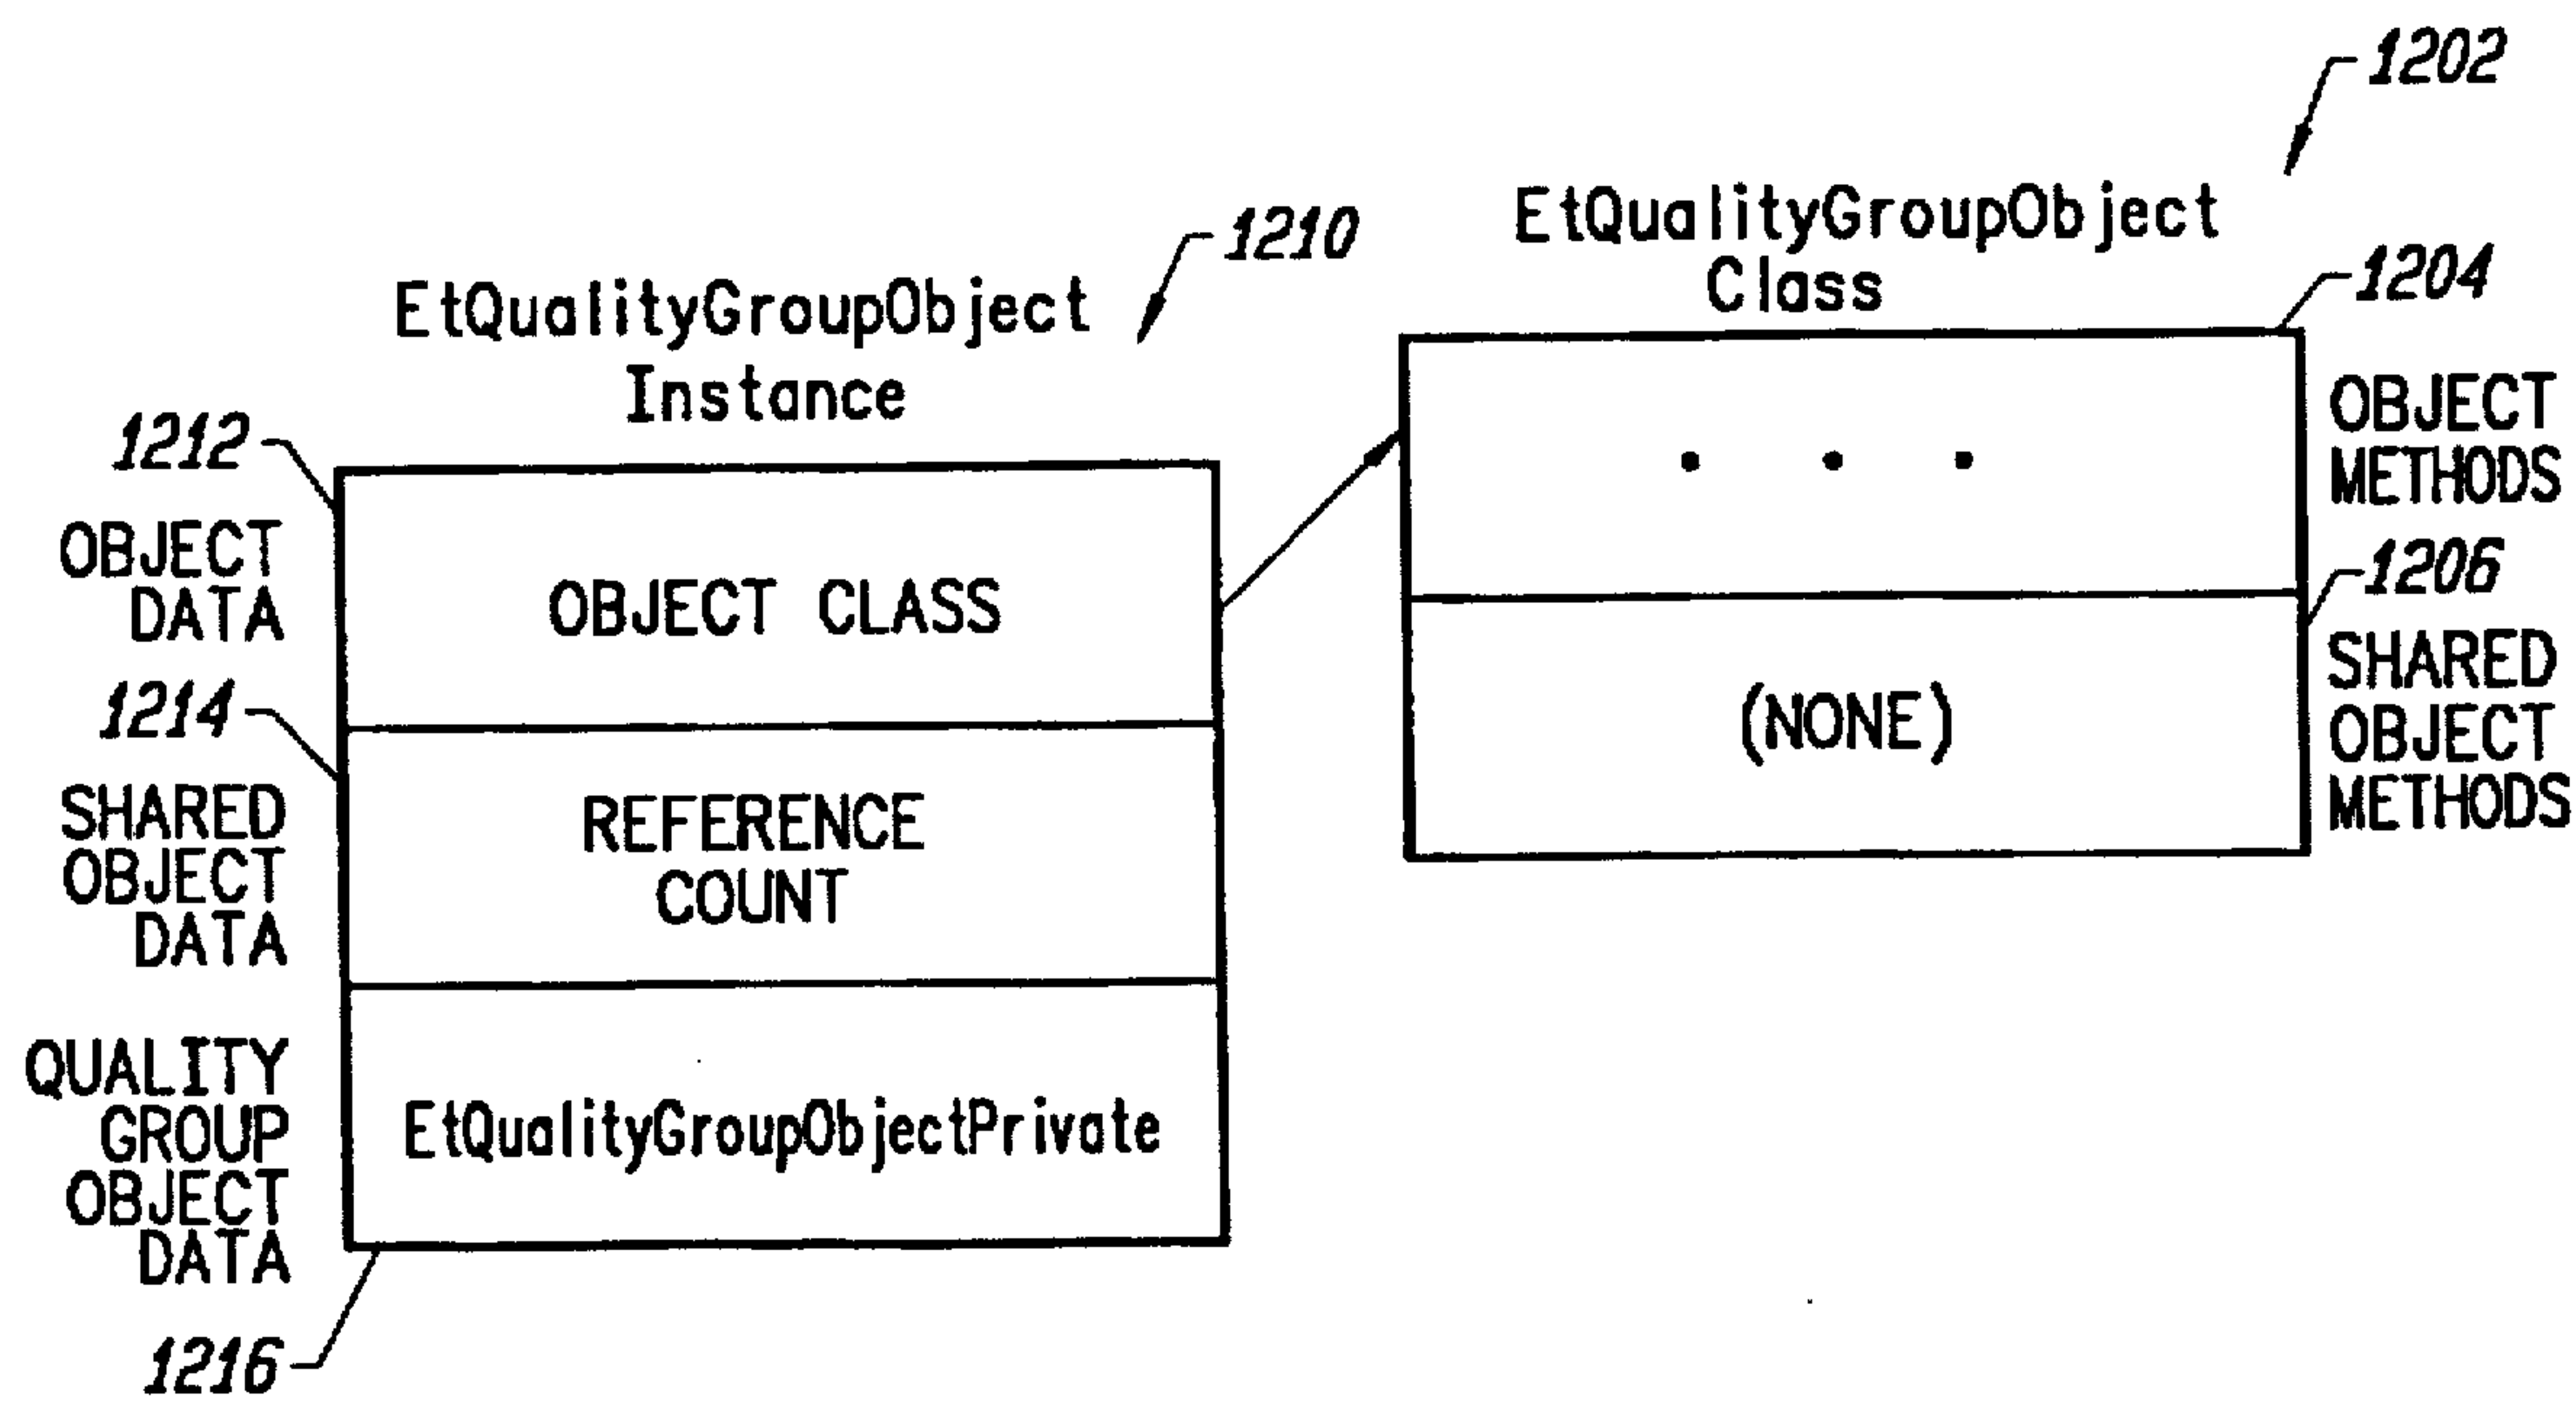 1202
EtQualityGroupObject
Class
1204
OBJECT
METHODS
. . .
1206
SHARED
OBJECT
METHODS
(NONE)
1210
EtQualityGroupObject
Instance
1212
OBJECT
DATA
OBJECT CLASS
1214
SHARED
OBJECT
DATA
REFERENCE
COUNT
QUALITY
GROUP
OBJECT
DATA
EtQualityGroupObjectPrivate
1216